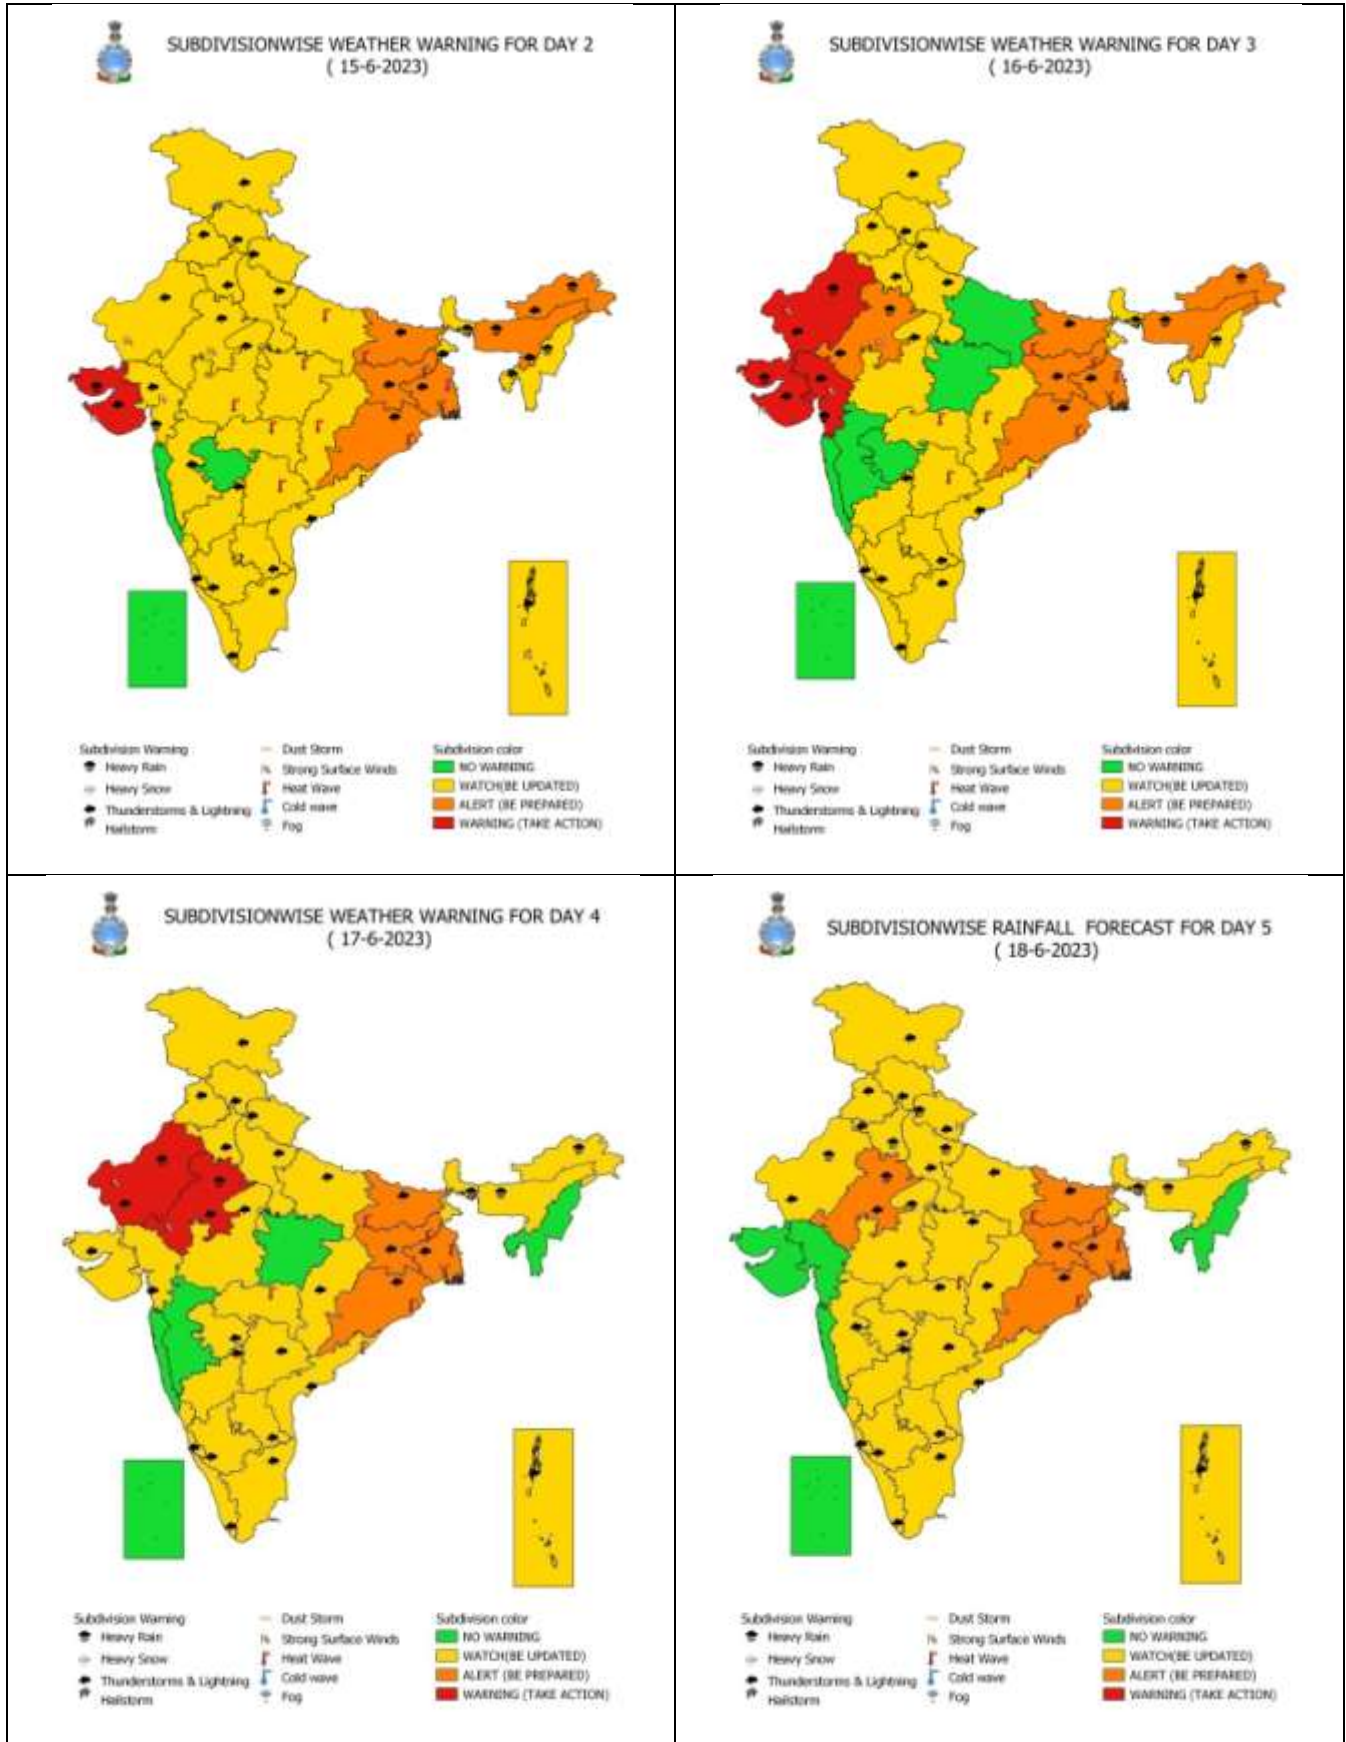 SUBDIVISIONWISE WEATHER WARNING FOR DAY 2
( 15-6-2023)
Subdivision Warning
Heavy Rain
Heavy Snow
Thunderstorms & Lightning
Hailstorm
Dust Storm
Strong Surface Winds
Heat Wave
Cold wave
Fog
Subdivision color
NO WARNING
WATCH(BE UPDATED)
ALERT (BE PREPARED)
WARNING (TAKE ACTION)
SUBDIVISIONWISE WEATHER WARNING FOR DAY 3
( 16-6-2023)
Subdivision Warning
Heavy Rain
Heavy Snow
Thunderstorms & Lightning
Hailstorm
Dust Storm
Strong Surface Winds
Heat Wave
Cold wave
Fog
Subdivision color
NO WARNING
WATCH(BE UPDATED)
ALERT (BE PREPARED)
WARNING (TAKE ACTION)
SUBDIVISIONWISE WEATHER WARNING FOR DAY 4
( 17-6-2023)
Subdivision Warning
Heavy Rain
Heavy Snow
Thunderstorms & Lightning
Hailstorm
Dust Storm
Strong Surface Winds
Heat Wave
Cold wave
Fog
Subdivision color
NO WARNING
WATCH(BE UPDATED)
ALERT (BE PREPARED)
WARNING (TAKE ACTION)
SUBDIVISIONWISE RAINFALL FORECAST FOR DAY 5
( 18-6-2023)
Subdivision Warning
Heavy Rain
Heavy Snow
Thunderstorms & Lightning
Hailstorm
Dust Storm
Strong Surface Winds
Heat Wave
Cold wave
Fog
Subdivision color
NO WARNING
WATCH(BE UPDATED)
ALERT (BE PREPARED)
WARNING (TAKE ACTION)